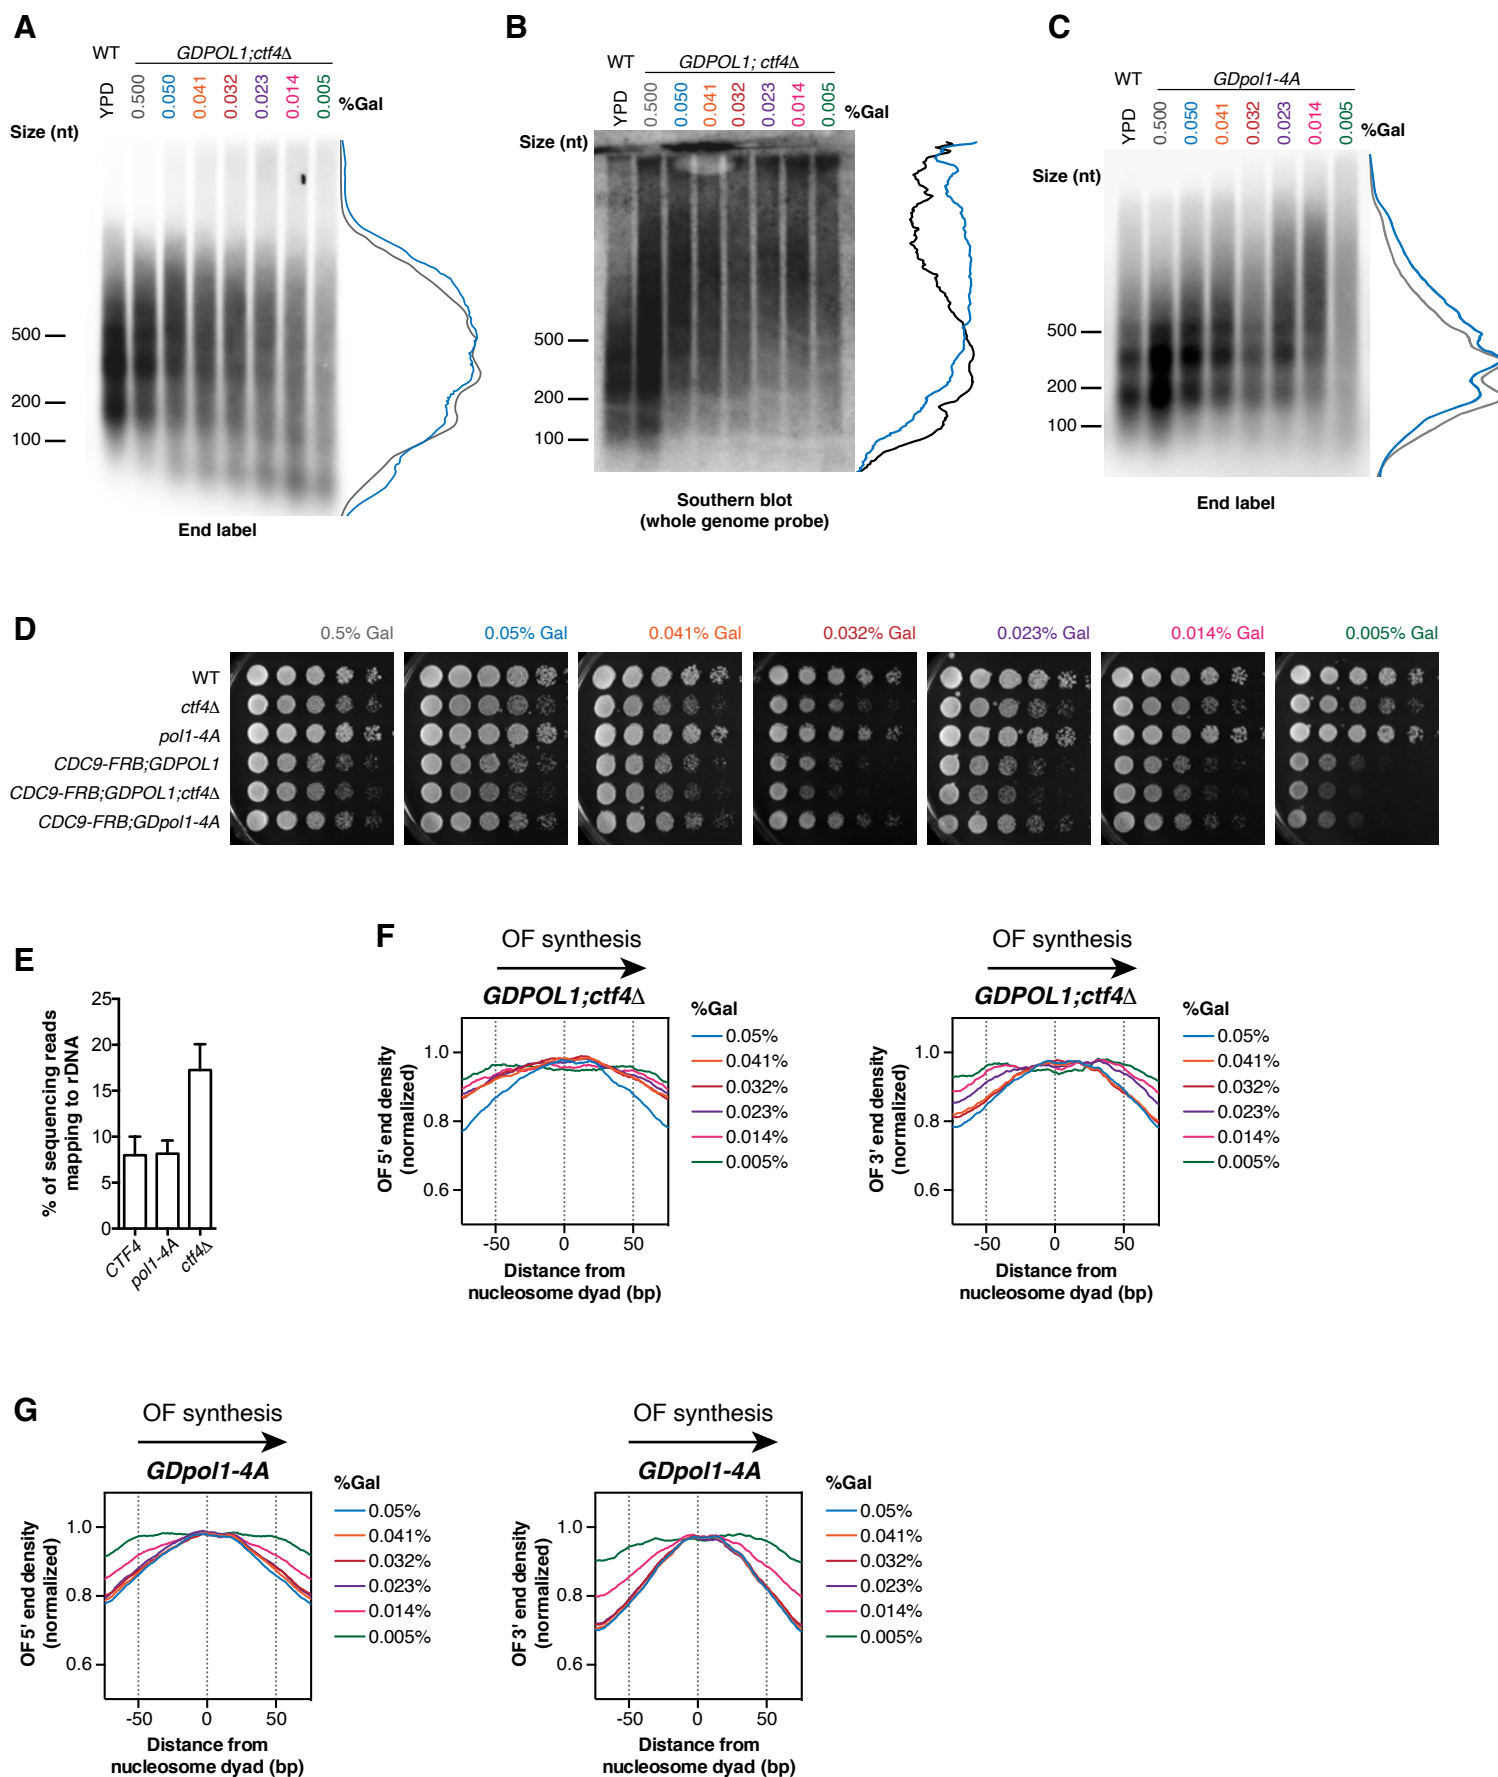 A
WT
GDPOL1;ctf4Δ
YPD
0.500
0.050
0.041
0.032
0.023
0.014
0.005
%Gal
Size (nt)
500
200
100
End label
B
WT
GDPOL1; ctf4Δ
YPD
0.500
0.050
0.041
0.032
0.023
0.014
0.005
%Gal
Size (nt)
500
200
100
Southern blot
(whole genome probe)
C
WT
GDpol1-4A
YPD
0.500
0.050
0.041
0.032
0.023
0.014
0.005
%Gal
Size (nt)
500
200
100
End label
D
0.5% Gal
0.05% Gal
0.041% Gal
0.032% Gal
0.023% Gal
0.014% Gal
0.005% Gal
WT
ctf4Δ
pol1-4A
CDC9-FRB;GDPOL1
CDC9-FRB;GDPOL1;ctf4Δ
CDC9-FRB;GDpol1-4A
E
% of sequencing reads
mapping to rDNA
25
20
15
10
5
0
CTF4
pol1-4A
ctf4Δ
F
OF synthesis
GDPOL1;ctf4Δ
OF 5' end density
(normalized)
1.0
0.8
0.6
-50
0
50
Distance from
nucleosome dyad (bp)
%Gal
0.05%
0.041%
0.032%
0.023%
0.014%
0.005%
OF synthesis
GDPOL1;ctf4Δ
OF 3' end density
(normalized)
1.0
0.8
0.6
-50
0
50
Distance from
nucleosome dyad (bp)
%Gal
0.05%
0.041%
0.032%
0.023%
0.014%
0.005%
G
OF synthesis
GDpol1-4A
OF 5' end density
(normalized)
1.0
0.8
0.6
-50
0
50
Distance from
nucleosome dyad (bp)
%Gal
0.05%
0.041%
0.032%
0.023%
0.014%
0.005%
OF synthesis
GDpol1-4A
OF 3' end density
(normalized)
1.0
0.8
0.6
-50
0
50
Distance from
nucleosome dyad (bp)
%Gal
0.05%
0.041%
0.032%
0.023%
0.014%
0.005%